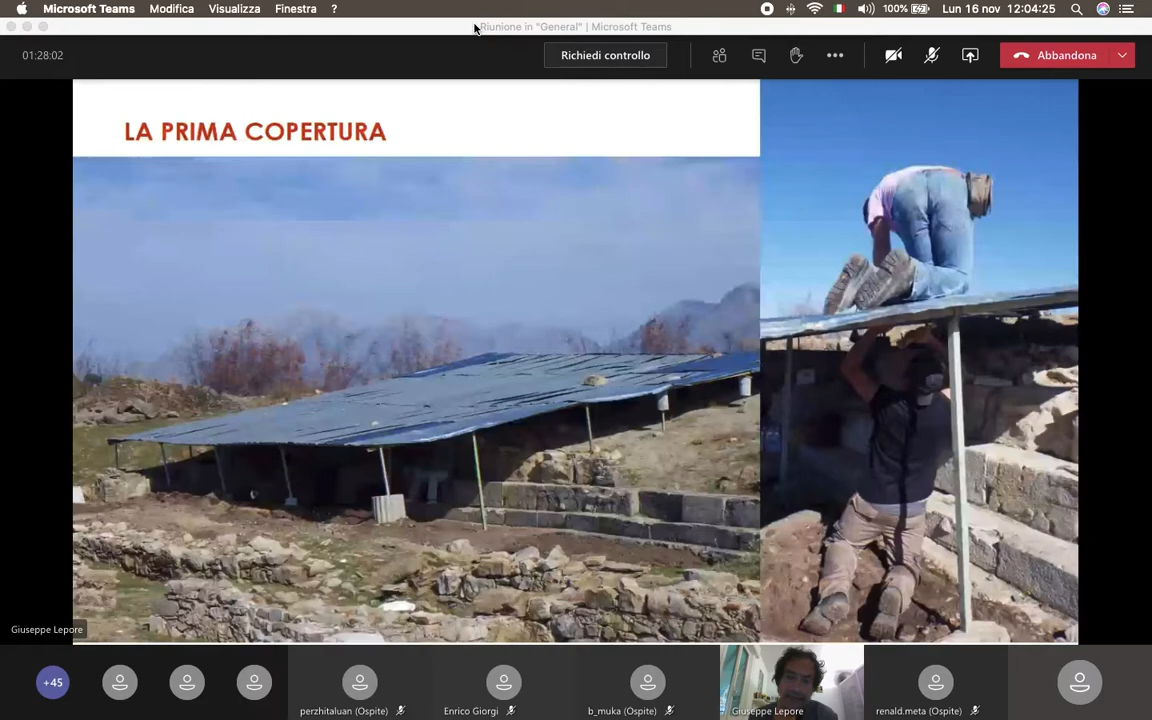 Microsoft Teams Modifica Visualizza Finestra ? 100% Lun 16 nov 12:04:25
Riunione in "General" | Microsoft Teams
01:28:02 Richiedi controllo Abbandona
LA PRIMA COPERTURA
Giuseppe Lepore
+45
perzhitaluan (Ospite) Enrico Giorgi b_muka (Ospite) Giuseppe Lepore renald.meta (Ospite)